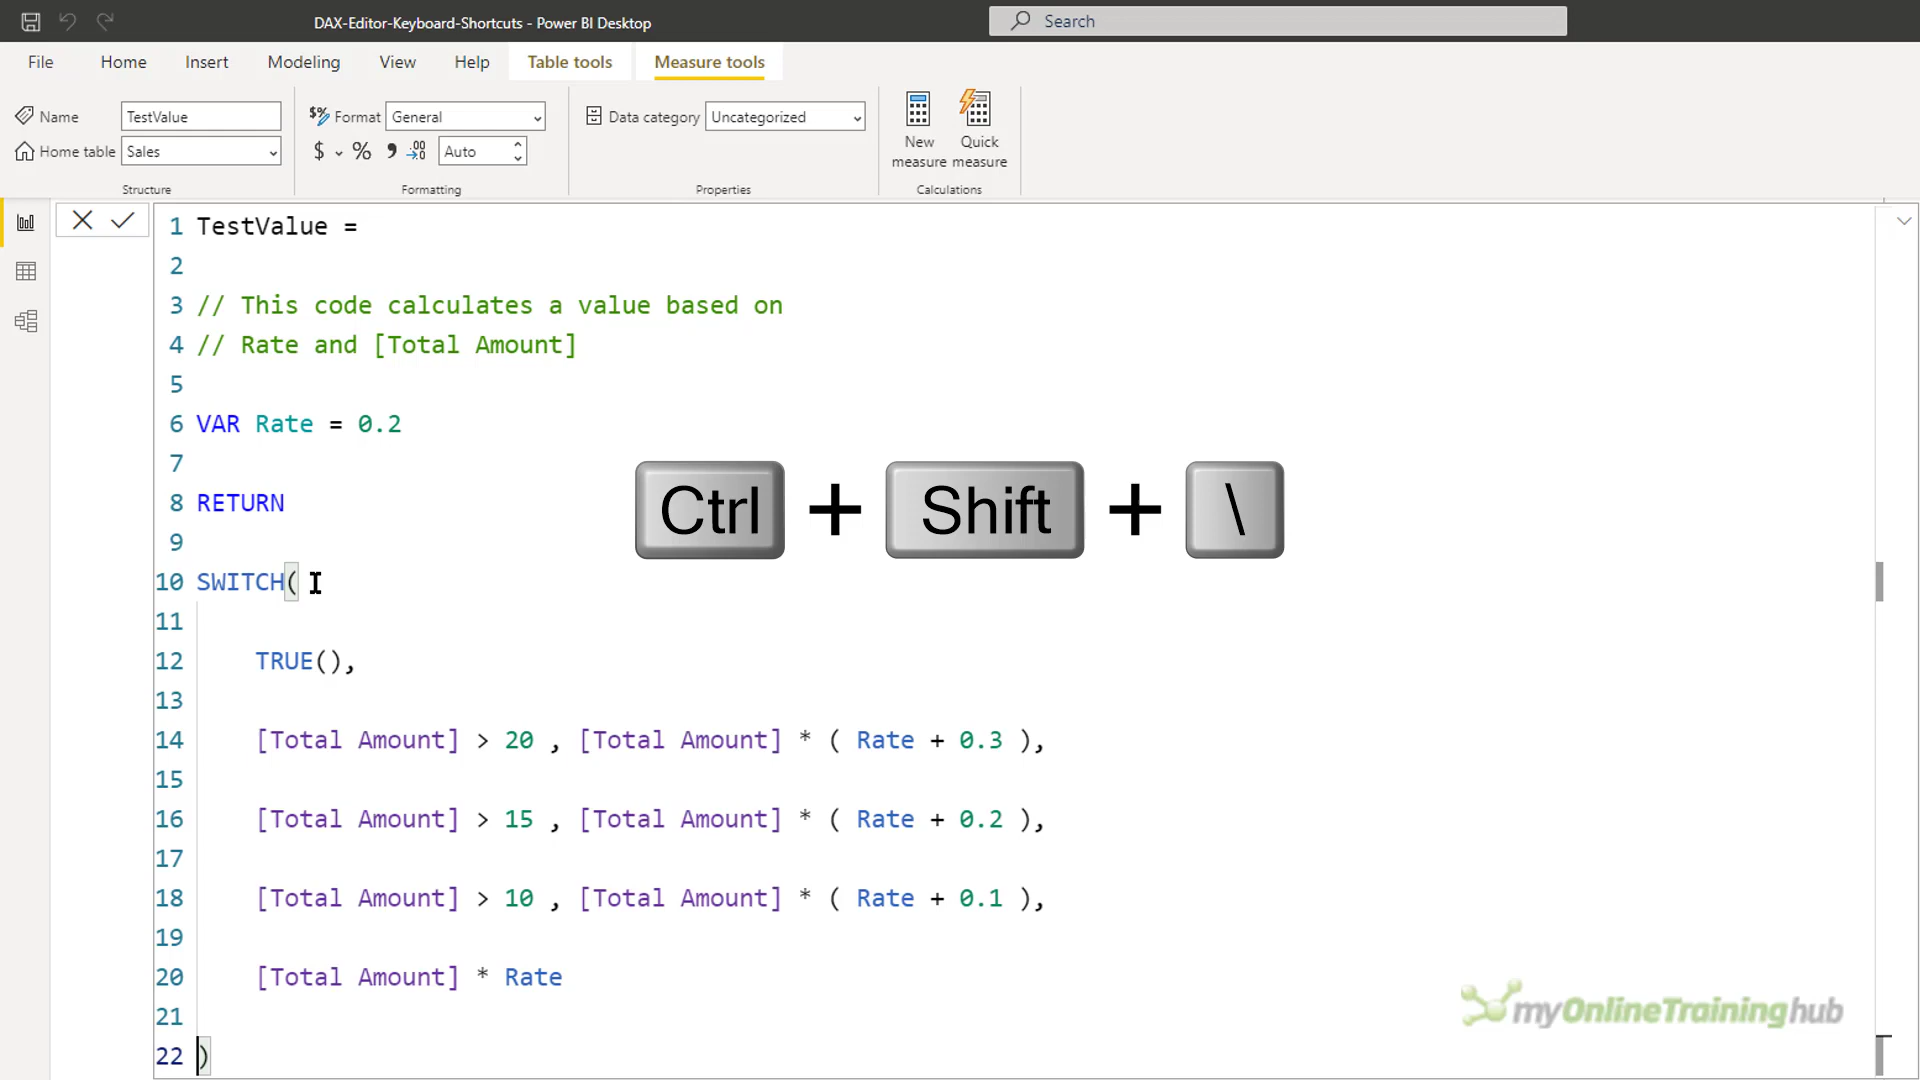 DAX-Editor-Keyboard-Shortcuts - Power BI Desktop
Search
File Home Insert Modeling View Help Table tools Measure tools
Name TestValue
Home table Sales
Structure
$% Format General
$ % , .00 Auto
Formatting
Data category Uncategorized
Properties
New measure
Quick measure
Calculations
1 TestValue =
2
3 // This code calculates a value based on
4 // Rate and [Total Amount]
5
6 VAR Rate = 0.2
7
8 RETURN
9
10 SWITCH(
11
12 TRUE(),
13
14 [Total Amount] > 20 , [Total Amount] * ( Rate + 0.3 ),
15
16 [Total Amount] > 15 , [Total Amount] * ( Rate + 0.2 ),
17
18 [Total Amount] > 10 , [Total Amount] * ( Rate + 0.1 ),
19
20 [Total Amount] * Rate
21
22 )
Ctrl + Shift + \
myOnlineTraininghub